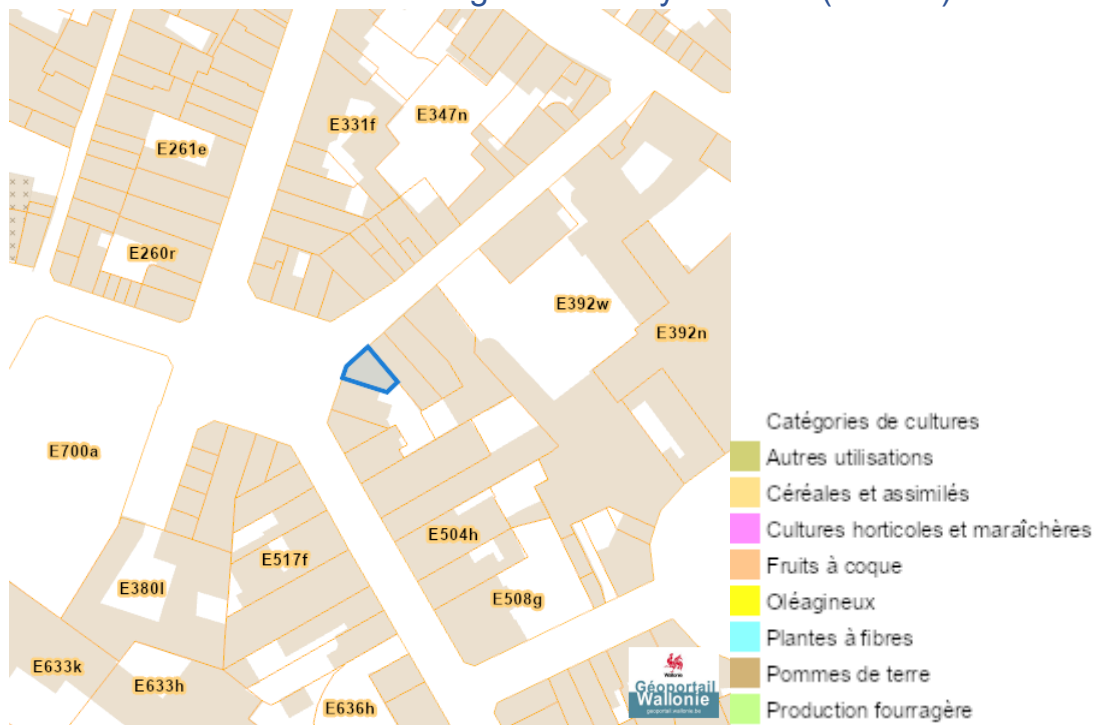 E347n
E331f
E261e
E260r
E392w
E392n
E700a
E504h
E517f
E380l
E508g
E633k
E633h
E636h
Wallonie
Géoportail
Wallonie
geoportail.wallonie.be
Catégories de cultures
Autres utilisations
Céréales et assimilés
Cultures horticoles et maraîchères
Fruits à coque
Oléagineux
Plantes à fibres
Pommes de terre
Production fourragère